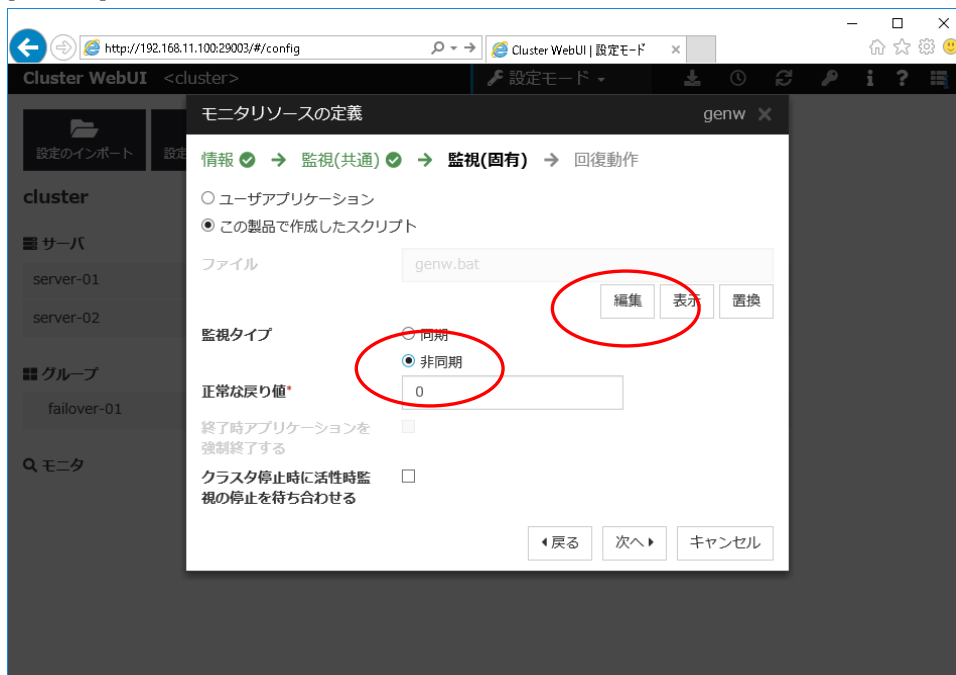 http://192.168.11.100:29003/#/config
Cluster WebUI | 設定モード
Cluster WebUI <cluster>
設定モード
モニタリソースの定義 genw
設定のインポート
情報 → 監視(共通) → 監視(固有) → 回復動作
cluster
ユーザアプリケーション
この製品で作成したスクリプト
サーバ
ファイル genw.bat
server-01
編集 表示 置換
server-02
監視タイプ 同期
非同期
グループ
正常な戻り値* 0
failover-01
終了時アプリケーションを
強制終了する
モニタ
クラスタ停止時に活性時監
視の停止を待ち合わせる
戻る 次へ キャンセル